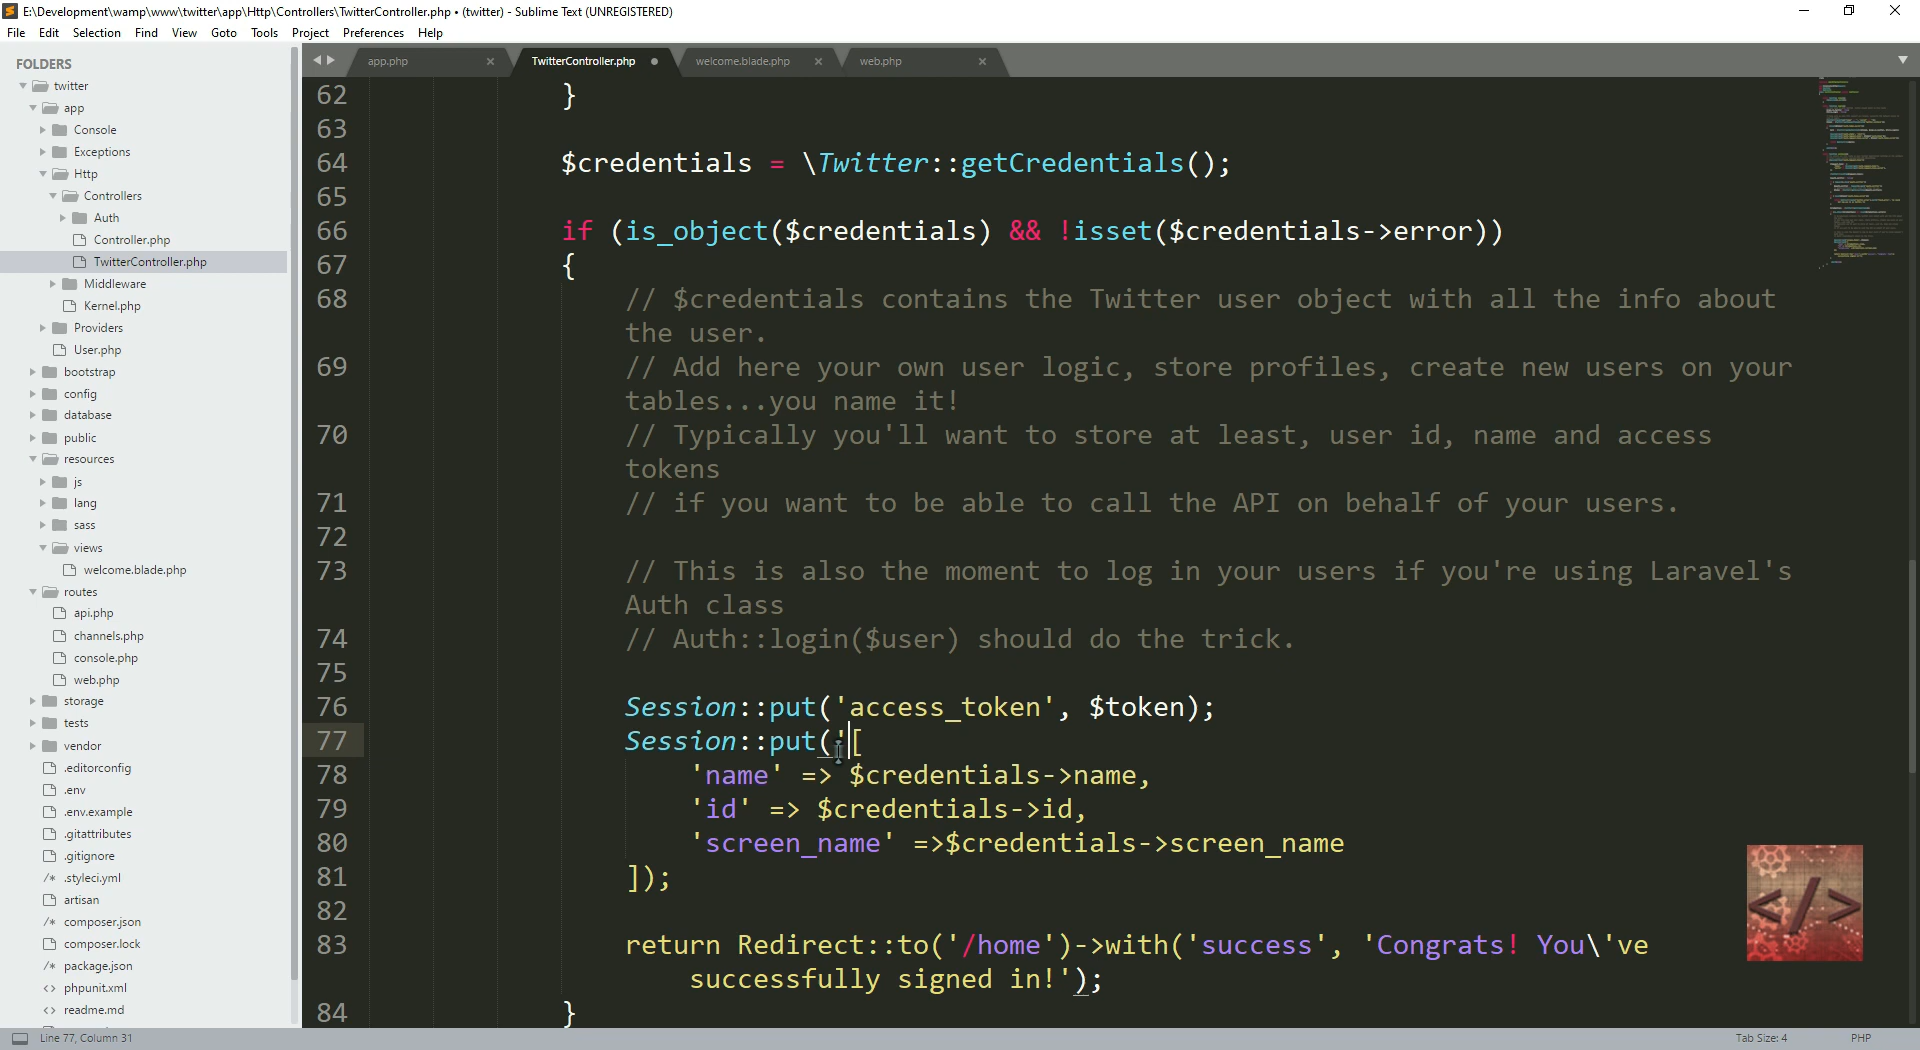 E:\Development\wamp\www\twitter\app\Http\Controllers\TwitterController.php • (twitter) - Sublime Text (UNREGISTERED)
File Edit Selection Find View Goto Tools Project Preferences Help
FOLDERS
twitter
app
Console
Exceptions
Http
Controllers
Auth
Controller.php
TwitterController.php
Middleware
Kernel.php
Providers
User.php
bootstrap
config
database
public
resources
js
lang
sass
views
welcome.blade.php
routes
api.php
channels.php
console.php
web.php
storage
tests
vendor
.editorconfig
.env
.env.example
.gitattributes
.gitignore
/* .styleci.yml
artisan
/* composer.json
composer.lock
/* package.json
<> phpunit.xml
<> readme.md
app.php × TwitterController.php • welcome.blade.php × web.php ×
62 }
63
64 $credentials = \Twitter::getCredentials();
65
66 if (is_object($credentials) && !isset($credentials->error))
67 {
68 // $credentials contains the Twitter user object with all the info about
the user.
69 // Add here your own user logic, store profiles, create new users on your
tables...you name it!
70 // Typically you'll want to store at least, user id, name and access
tokens
71 // if you want to be able to call the API on behalf of your users.
72
73 // This is also the moment to log in your users if you're using Laravel's
Auth class
74 // Auth::login($user) should do the trick.
75
76 Session::put('access_token', $token);
77 Session::put('[
78 'name' => $credentials->name,
79 'id' => $credentials->id,
80 'screen_name' =>$credentials->screen_name
81 ]);
82
83 return Redirect::to('/home')->with('success', 'Congrats! You\'ve
successfully signed in!');
84 }
</>
Line 77, Column 31 Tab Size: 4 PHP